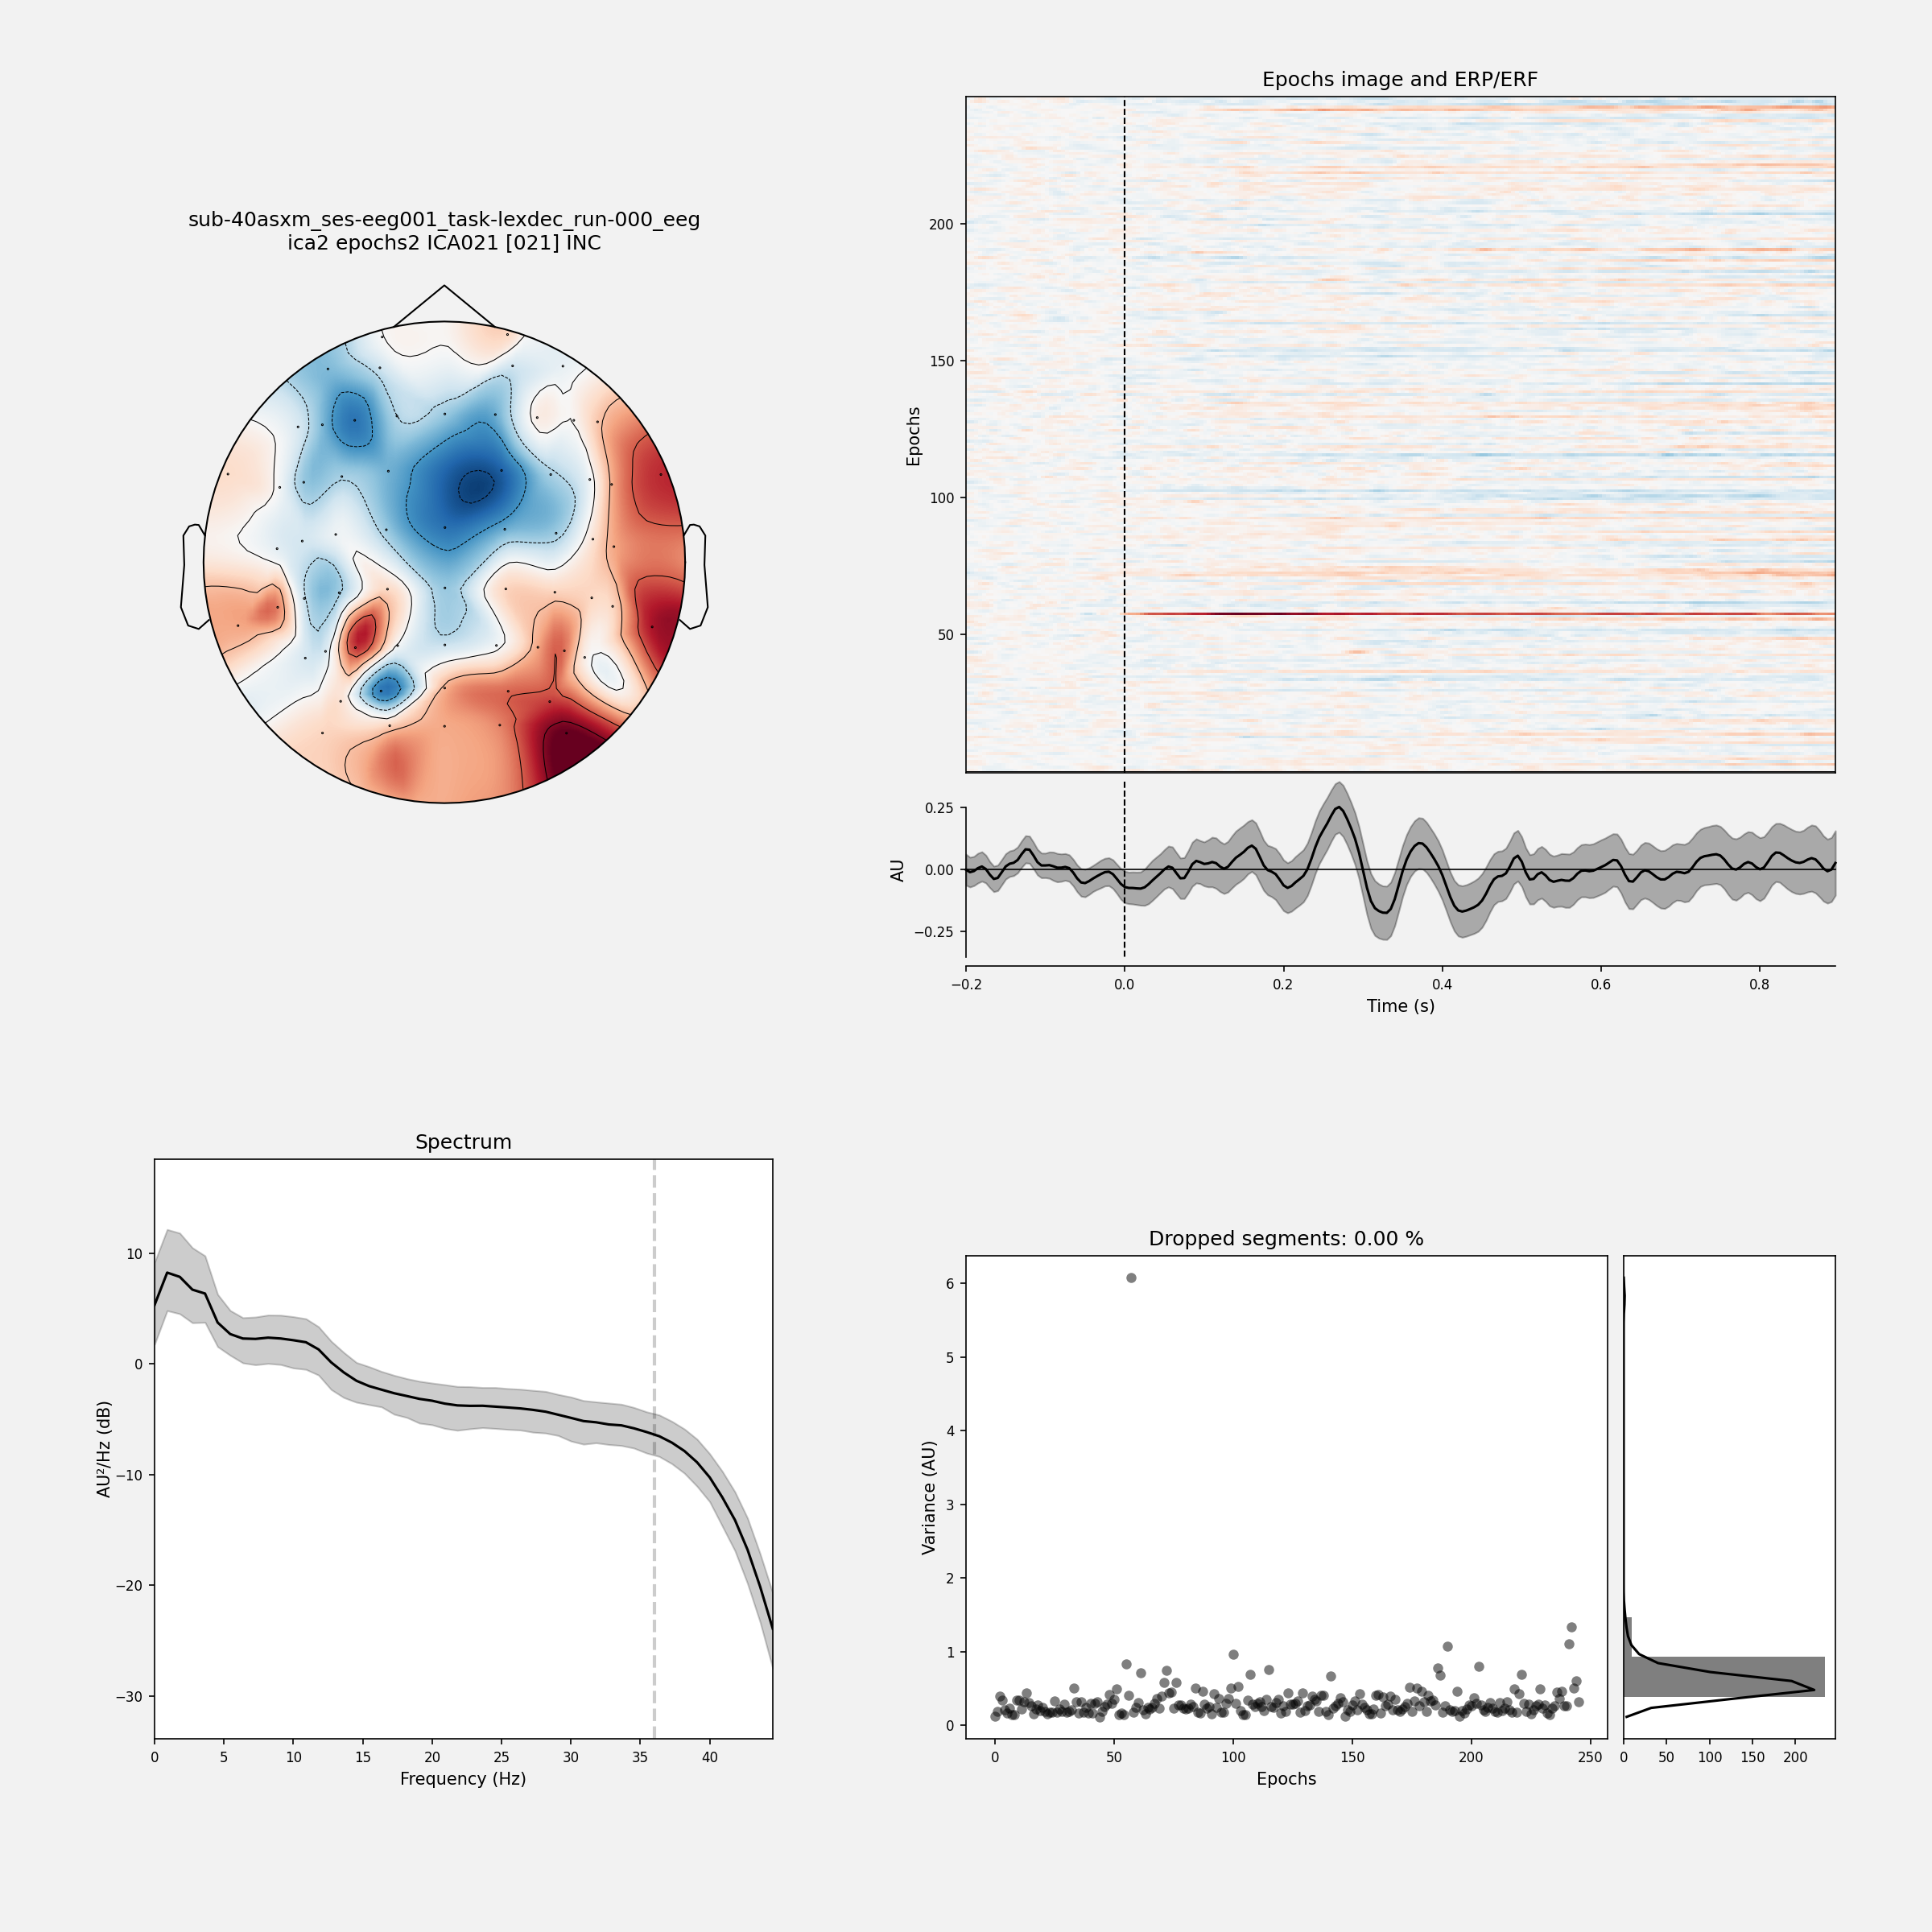 sub-40asxm_ses-eeg001_task-lexdec_run-000_eeg
ica2 epochs2 ICA021 [021] INC
Epochs image and ERP/ERF
Epochs
200
150
100
50
AU
0.25
0.00
−0.25
−0.2 0.0 0.2 0.4 0.6 0.8
Time (s)
Spectrum
AU²/Hz (dB)
10
0
−10
−20
−30
0 5 10 15 20 25 30 35 40
Frequency (Hz)
Dropped segments: 0.00 %
Variance (AU)
6
5
4
3
2
1
0
0 50 100 150 200 250
Epochs
0 50 100 150 200